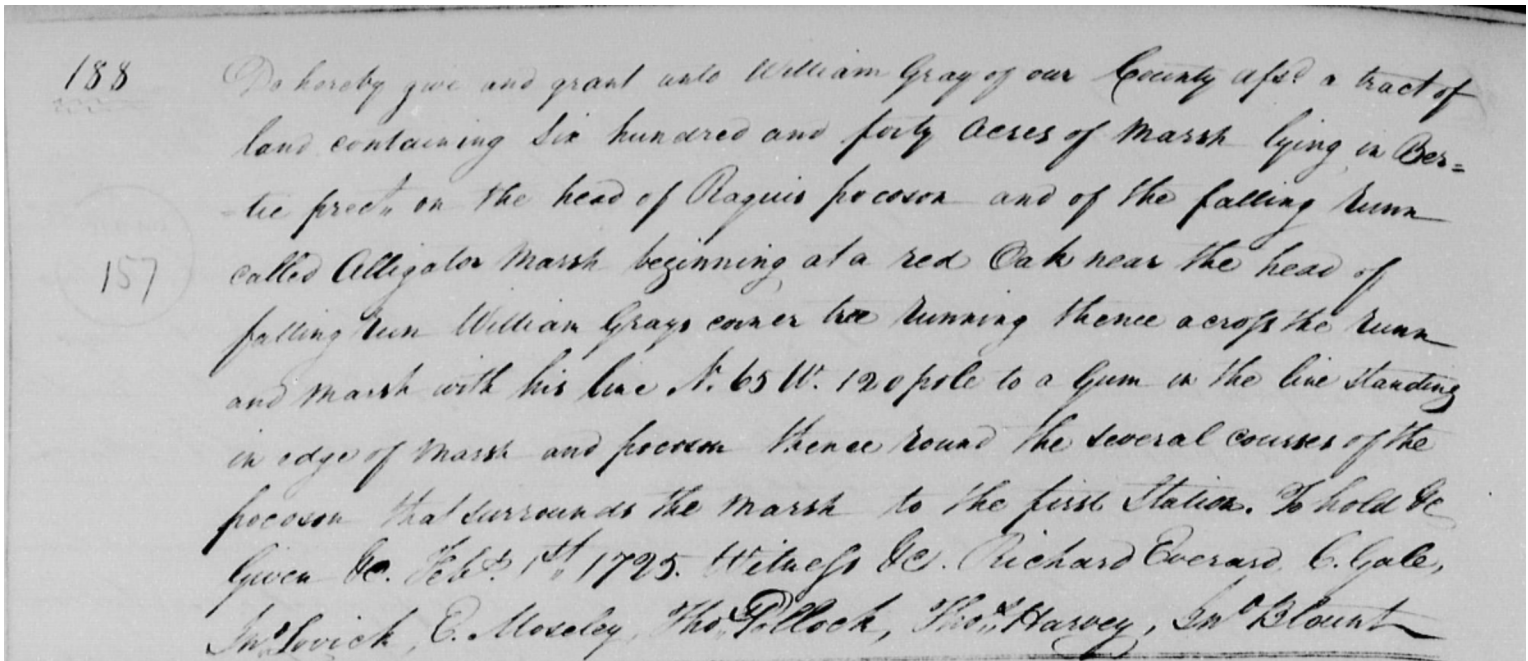 188
Do hereby give and grant unto William Gray of our County afsd a tract of
land containing six hundred and forty Acres of Marsh lying in Ber=
-tie prect. on the head of Raquis pocoson and of the falling runn
157
called Alligator Marsh beginning at a red Oak near the head of
falling run William Grays corner tree running thence across the runn
and Marsh with his line N. 65 W. 120 pole to a Gum in the line standing
in edge of Marsh and pocoson thence round the several courses of the
pocoson that surrounds the Marsh to the first Station. To hold &c
Given &c. Feby. 1st. 1725. Witness &c. Richard Everard, C. Gale,
Jno. Lovick, E. Moseley, Tho. Pollock, Thos. Harvey, Jno Blount